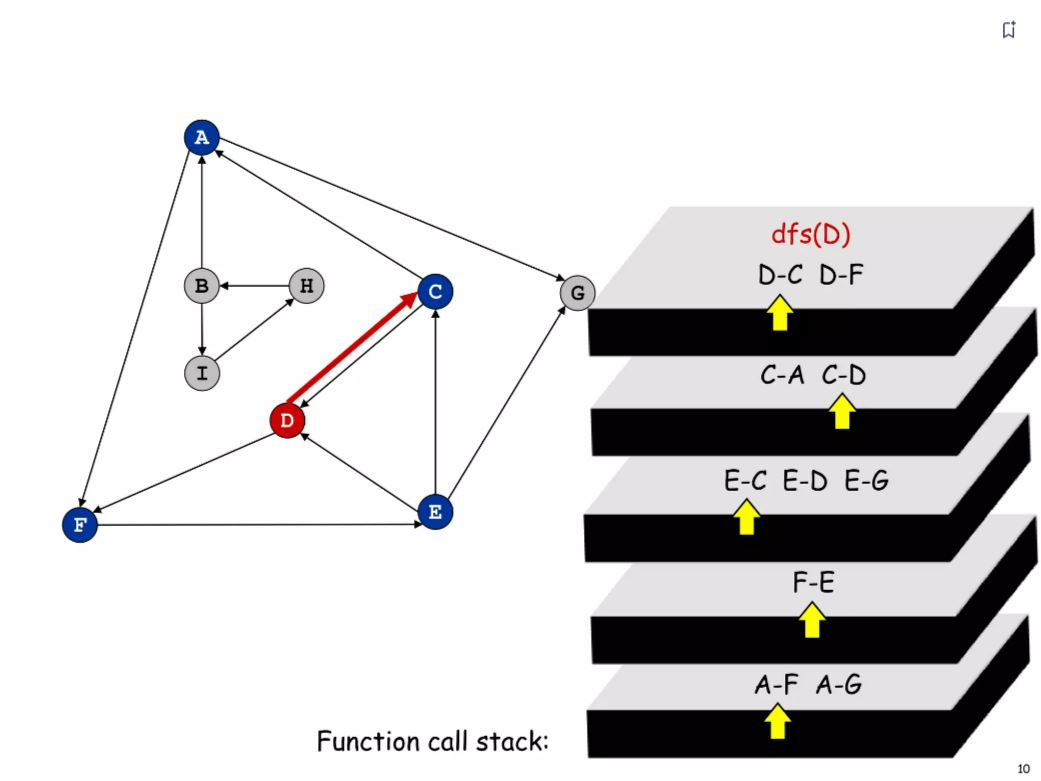 A
B
H
C
G
I
D
F
E
dfs(D)
D-C D-F
C-A C-D
E-C E-D E-G
F-E
A-F A-G
Function call stack:
10